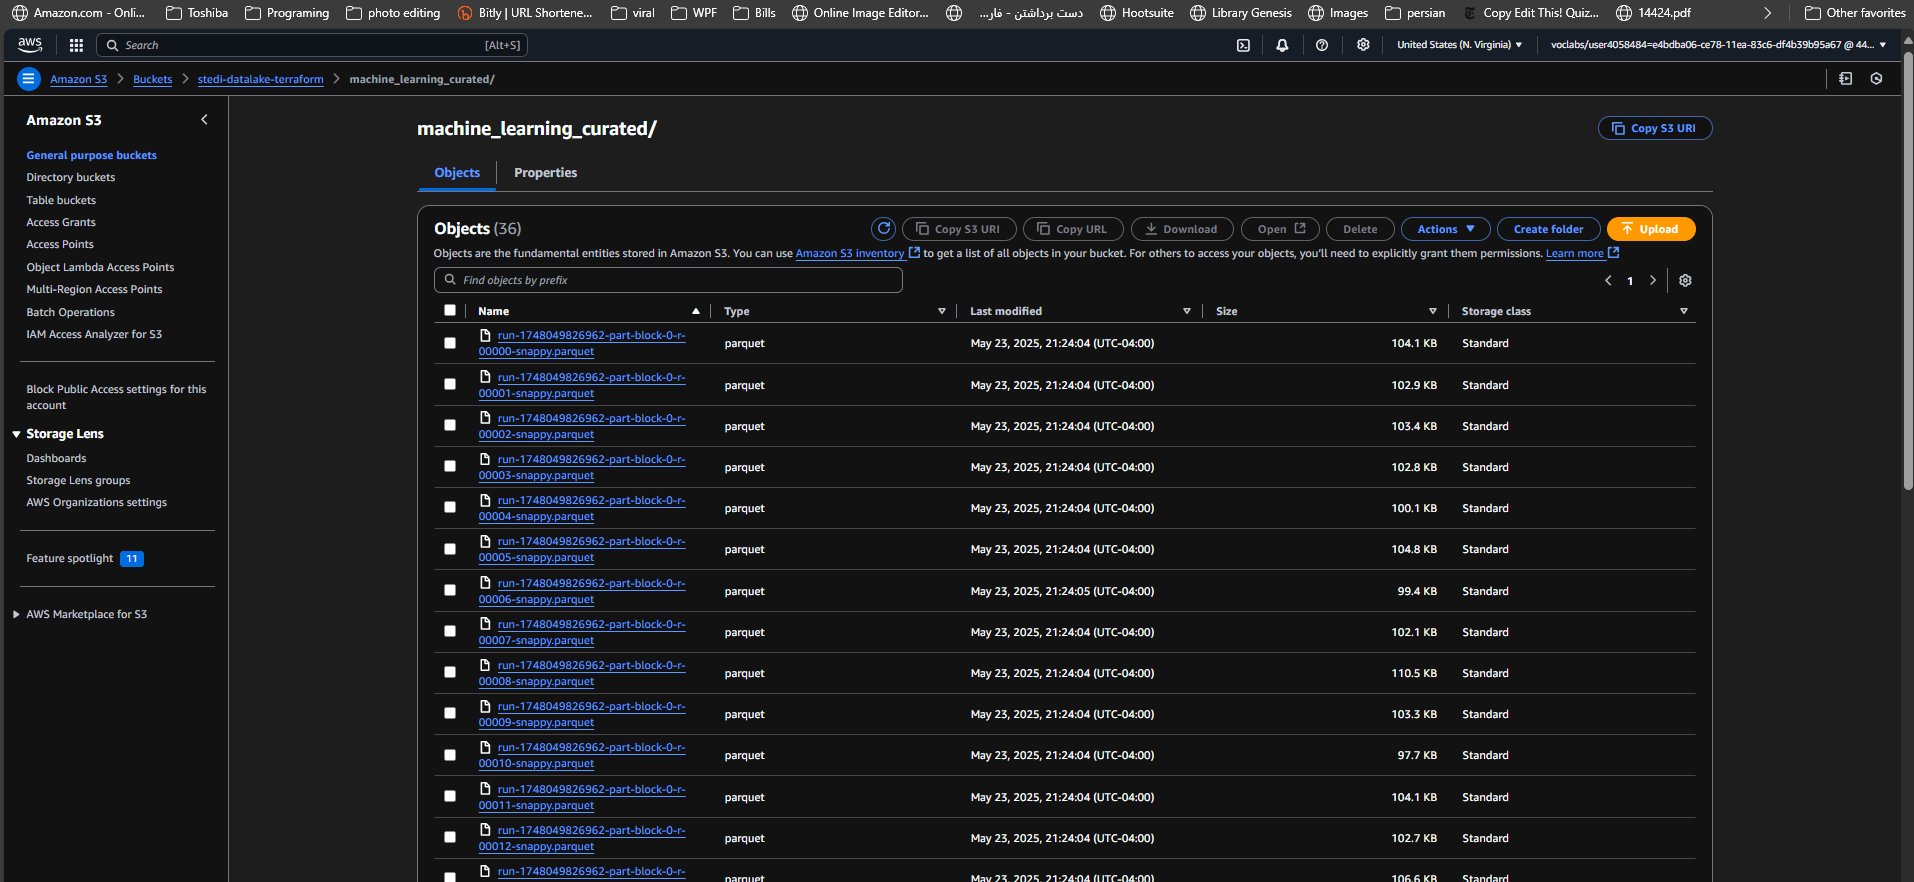 Amazon.com - Onli...
Toshiba
Programing
photo editing
Bitly | URL Shortene...
viral
WPF
Bills
Online Image Editor...
دست برداشتن - فار...
Hootsuite
Library Genesis
Images
persian
Copy Edit This! Quiz...
14424.pdf
Other favorites
aws
Search
[Alt+S]
United States (N. Virginia)
voclabs/user4058484=e4bdba06-ce78-11ea-83c6-df4b39b95a67 @ 44...
Amazon S3
Buckets
stedi-datalake-terraform
machine_learning_curated/
Amazon S3
General purpose buckets
Directory buckets
Table buckets
Access Grants
Access Points
Object Lambda Access Points
Multi-Region Access Points
Batch Operations
IAM Access Analyzer for S3
Block Public Access settings for this
account
Storage Lens
Dashboards
Storage Lens groups
AWS Organizations settings
Feature spotlight 11
AWS Marketplace for S3
machine_learning_curated/
Copy S3 URI
Objects
Properties
Objects (36)
Copy S3 URI
Copy URL
Download
Open
Delete
Actions
Create folder
Upload
Objects are the fundamental entities stored in Amazon S3. You can use Amazon S3 inventory to get a list of all objects in your bucket. For others to access your objects, you'll need to explicitly grant them permissions. Learn more
Find objects by prefix
1
Name Type Last modified Size Storage class
run-1748049826962-part-block-0-r-
00000-snappy.parquet
parquet May 23, 2025, 21:24:04 (UTC-04:00) 104.1 KB Standard
run-1748049826962-part-block-0-r-
00001-snappy.parquet
parquet May 23, 2025, 21:24:04 (UTC-04:00) 102.9 KB Standard
run-1748049826962-part-block-0-r-
00002-snappy.parquet
parquet May 23, 2025, 21:24:04 (UTC-04:00) 103.4 KB Standard
run-1748049826962-part-block-0-r-
00003-snappy.parquet
parquet May 23, 2025, 21:24:04 (UTC-04:00) 102.8 KB Standard
run-1748049826962-part-block-0-r-
00004-snappy.parquet
parquet May 23, 2025, 21:24:04 (UTC-04:00) 100.1 KB Standard
run-1748049826962-part-block-0-r-
00005-snappy.parquet
parquet May 23, 2025, 21:24:04 (UTC-04:00) 104.8 KB Standard
run-1748049826962-part-block-0-r-
00006-snappy.parquet
parquet May 23, 2025, 21:24:05 (UTC-04:00) 99.4 KB Standard
run-1748049826962-part-block-0-r-
00007-snappy.parquet
parquet May 23, 2025, 21:24:04 (UTC-04:00) 102.1 KB Standard
run-1748049826962-part-block-0-r-
00008-snappy.parquet
parquet May 23, 2025, 21:24:04 (UTC-04:00) 110.5 KB Standard
run-1748049826962-part-block-0-r-
00009-snappy.parquet
parquet May 23, 2025, 21:24:04 (UTC-04:00) 103.3 KB Standard
run-1748049826962-part-block-0-r-
00010-snappy.parquet
parquet May 23, 2025, 21:24:04 (UTC-04:00) 97.7 KB Standard
run-1748049826962-part-block-0-r-
00011-snappy.parquet
parquet May 23, 2025, 21:24:04 (UTC-04:00) 104.1 KB Standard
run-1748049826962-part-block-0-r-
00012-snappy.parquet
parquet May 23, 2025, 21:24:04 (UTC-04:00) 102.7 KB Standard
run-1748049826962-part-block-0-r-
parquet May 23, 2025, 21:24:04 (UTC-04:00) 106.6 KB Standard